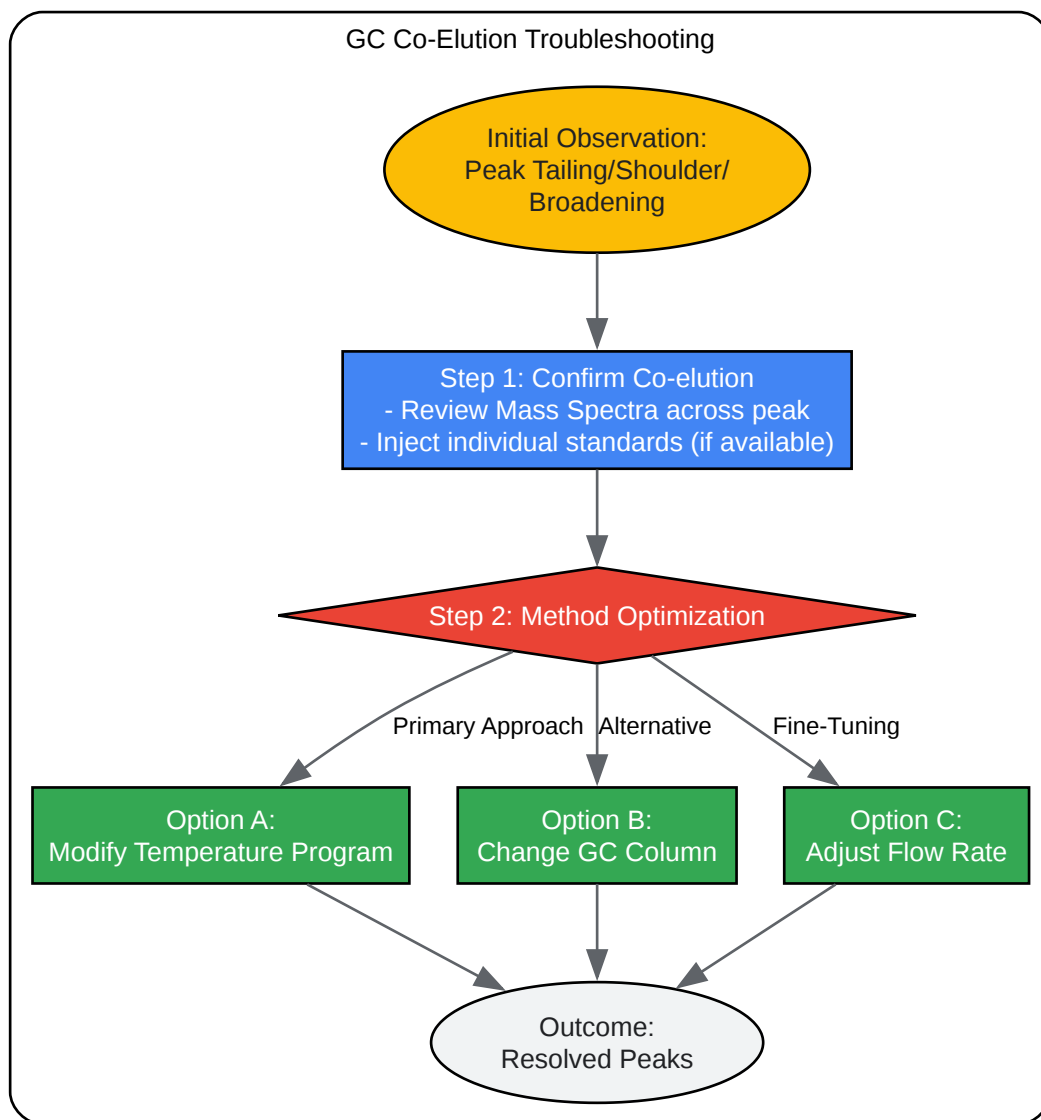 GC Co-Elution Troubleshooting
Initial Observation:
Peak Tailing/Shoulder/
Broadening
Step 1: Confirm Co-elution
- Review Mass Spectra across peak
- Inject individual standards (if available)
Step 2: Method Optimization
Primary Approach
Alternative
Fine-Tuning
Option A:
Modify Temperature Program
Option B:
Change GC Column
Option C:
Adjust Flow Rate
Outcome:
Resolved Peaks